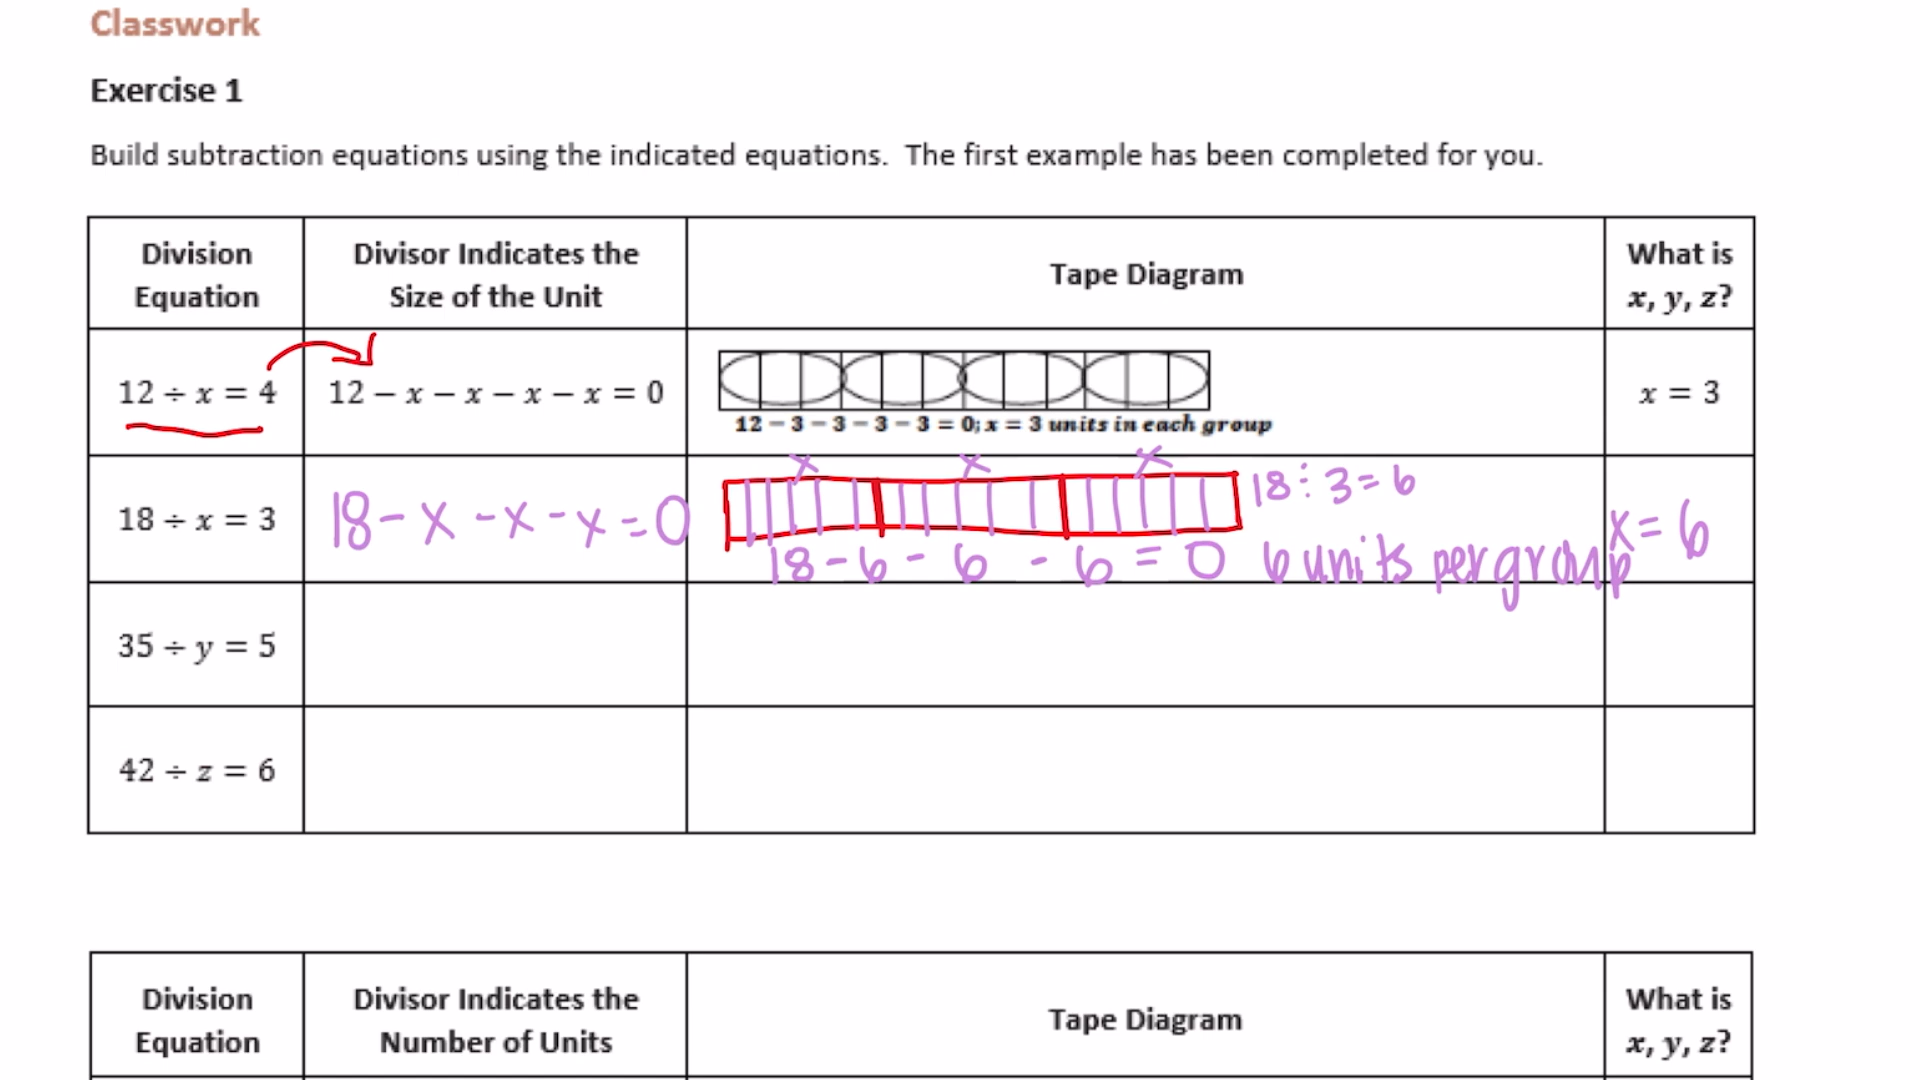 Classwork
Exercise 1
Build subtraction equations using the indicated equations. The first example has been completed for you.
Division Equation
Divisor Indicates the Size of the Unit
Tape Diagram
What is x, y, z?
12 ÷ x = 4
12 − x − x − x − x = 0
12 − 3 − 3 − 3 − 3 = 0; x = 3 units in each group
x = 3
18 ÷ x = 3
18 - x - x - x = 0
x x x
18 ÷ 3 = 6
18 - 6 - 6 - 6 = 0 6 units per group
x = 6
35 ÷ y = 5
42 ÷ z = 6
Division Equation
Divisor Indicates the Number of Units
Tape Diagram
What is x, y, z?